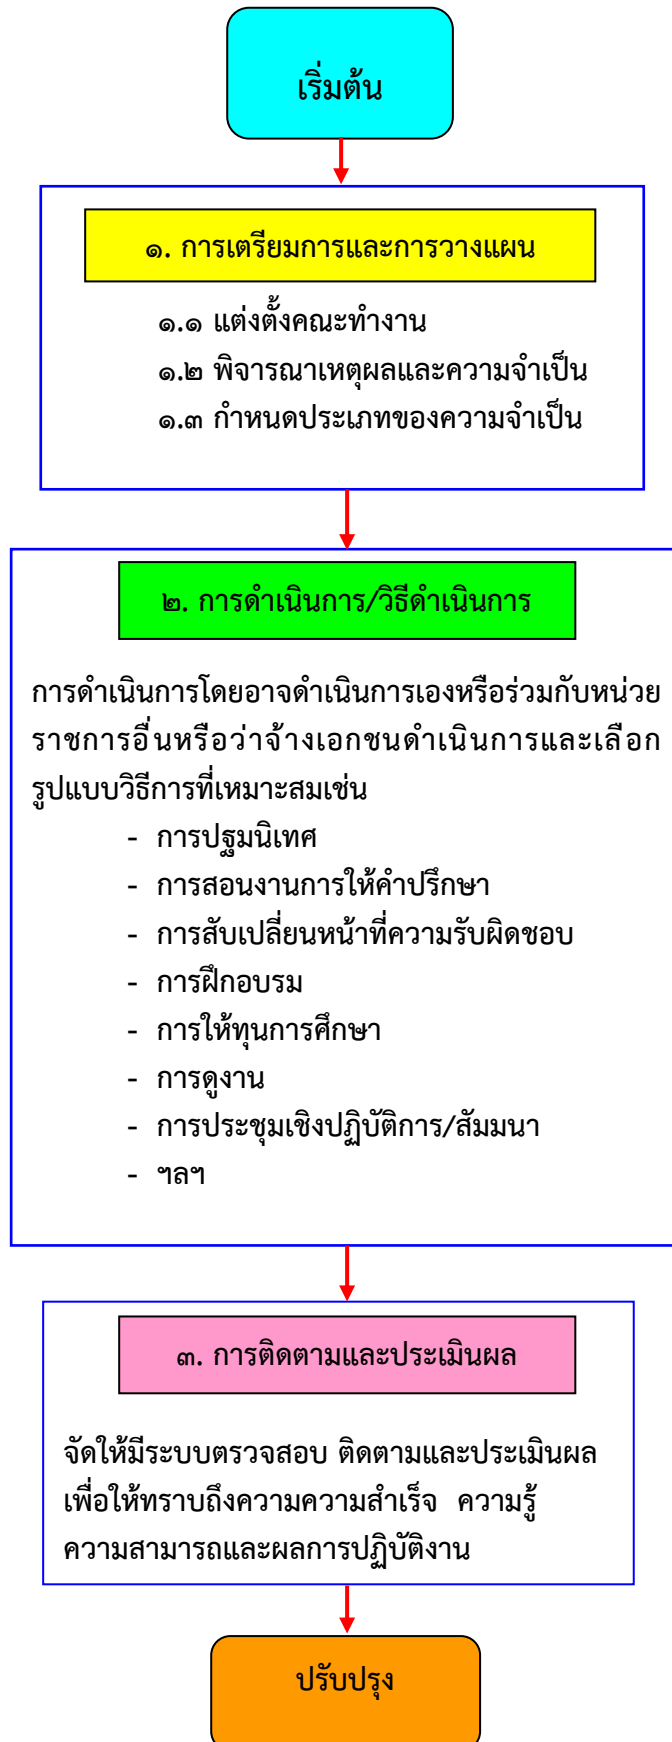 เริ่มต้น
๑. การเตรียมการและการวางแผน
๑.๑ แต่งตั้งคณะทำงาน
๑.๒ พิจารณาเหตุผลและความจำเป็น
๑.๓ กำหนดประเภทของความจำเป็น
๒. การดำเนินการ/วิธีดำเนินการ
การดำเนินการโดยอาจดำเนินการเองหรือร่วมกับหน่วย
ราชการอื่นหรือว่าจ้างเอกชนดำเนินการและเลือก
รูปแบบวิธีการที่เหมาะสมเช่น
- การปฐมนิเทศ
- การสอนงานการให้คำปรึกษา
- การสับเปลี่ยนหน้าที่ความรับผิดชอบ
- การฝึกอบรม
- การให้ทุนการศึกษา
- การดูงาน
- การประชุมเชิงปฏิบัติการ/สัมมนา
- ฯลฯ
๓. การติดตามและประเมินผล
จัดให้มีระบบตรวจสอบ ติดตามและประเมินผล
เพื่อให้ทราบถึงความความสำเร็จ ความรู้
ความสามารถและผลการปฏิบัติงาน
ปรับปรุง